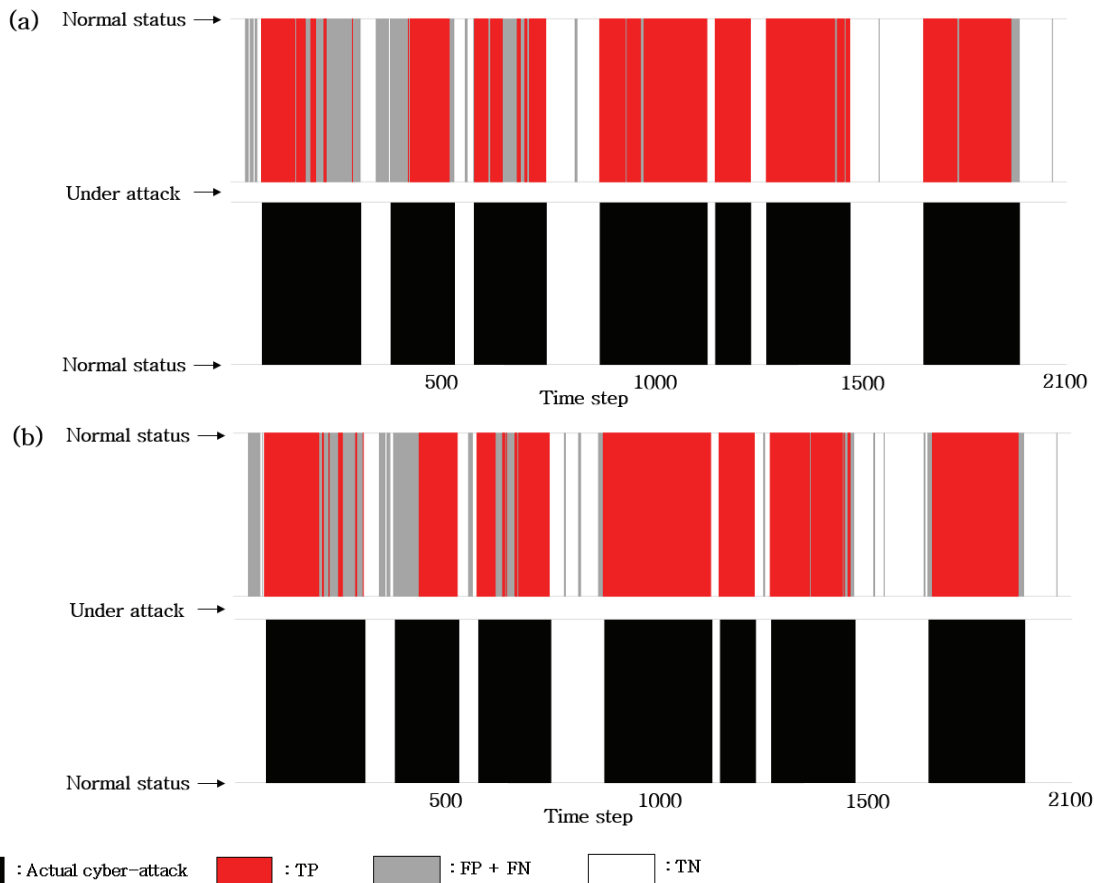 (a)
Normal status
Under attack
Normal status
500
1000
1500
2100
Time step
(b)
Normal status
Under attack
Normal status
500
1000
1500
2100
Time step
: Actual cyber-attack
: TP
: FP + FN
: TN